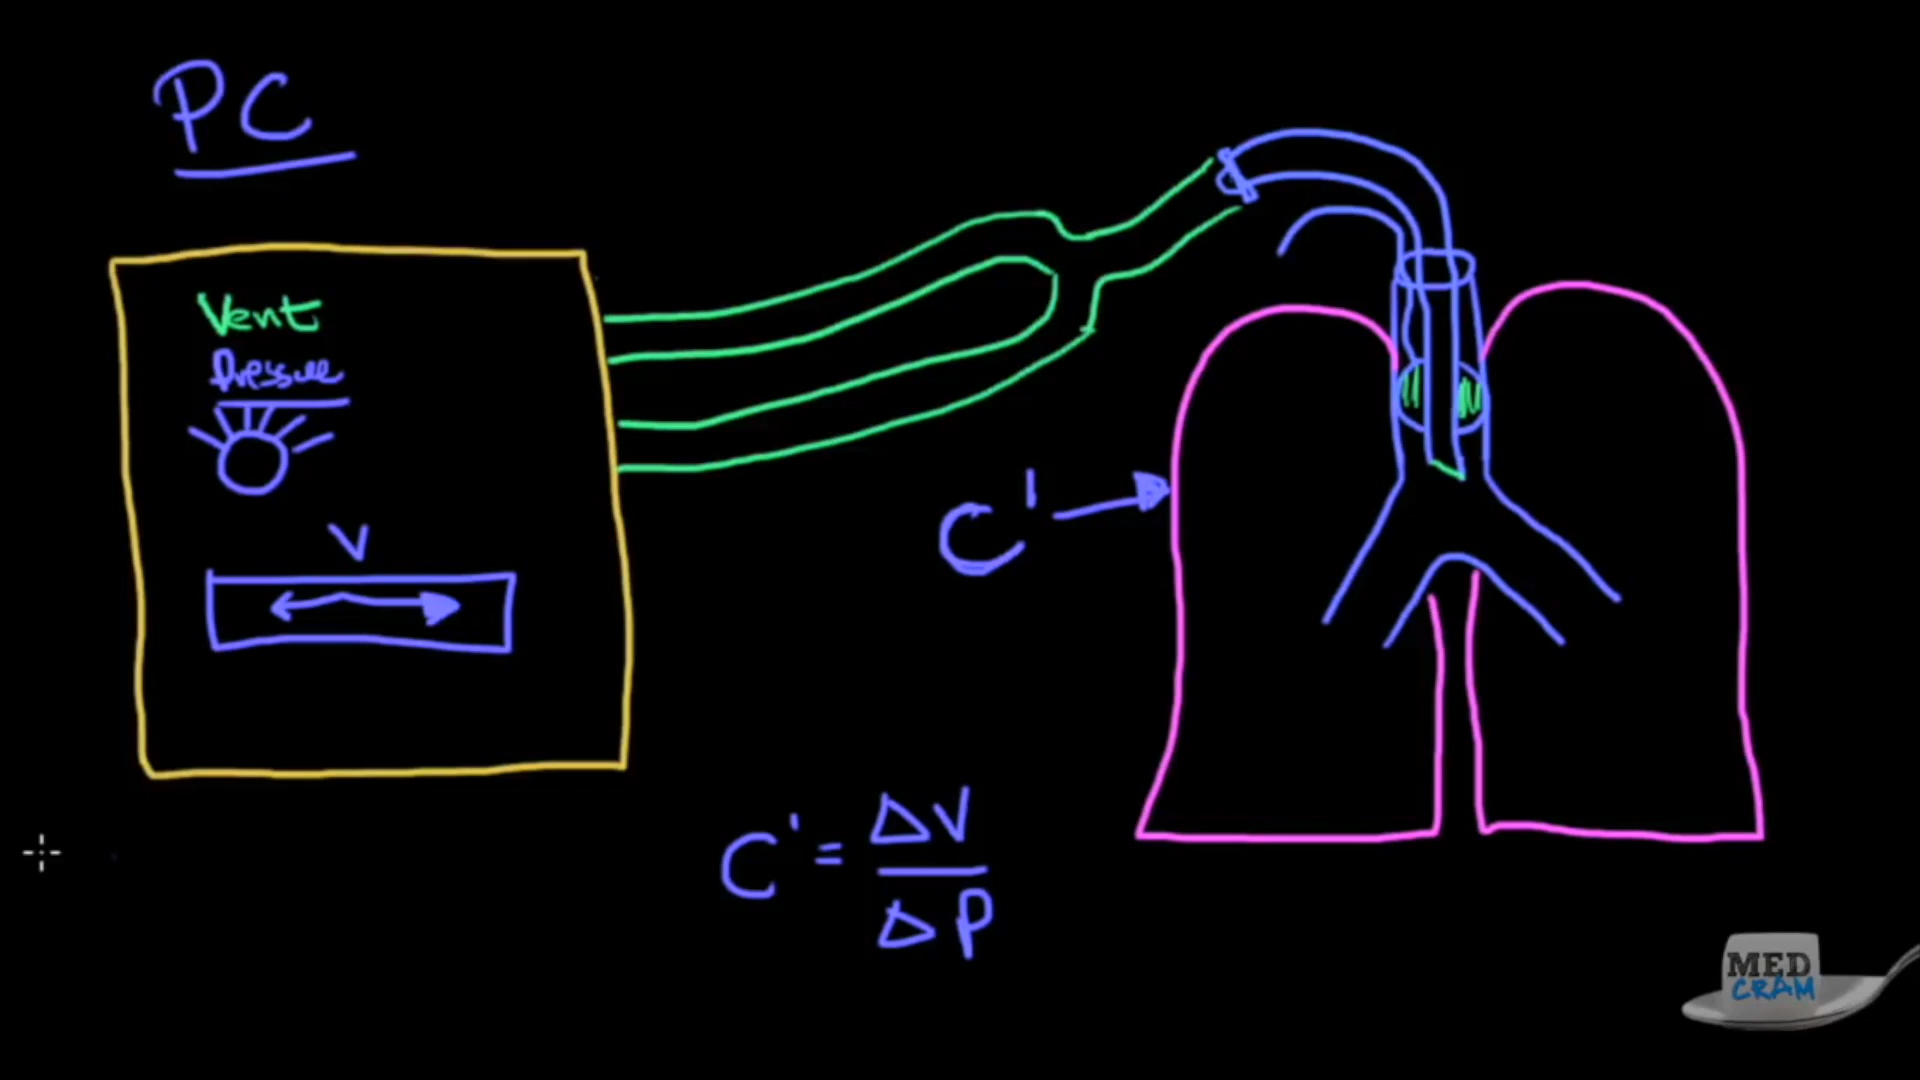 PC
Vent
Pressure
V
C'
C' = ΔV
ΔP
MED
CRAM